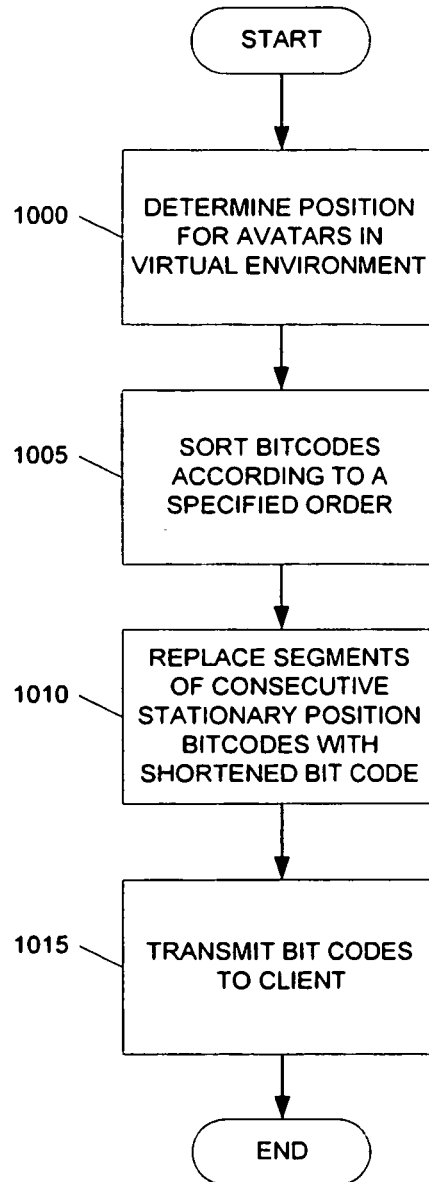 START
1000
DETERMINE POSITION
FOR AVATARS IN
VIRTUAL ENVIRONMENT
1005
SORT BITCODES
ACCORDING TO A
SPECIFIED ORDER
1010
REPLACE SEGMENTS
OF CONSECUTIVE
STATIONARY POSITION
BITCODES WITH
SHORTENED BIT CODE
1015
TRANSMIT BIT CODES
TO CLIENT
END